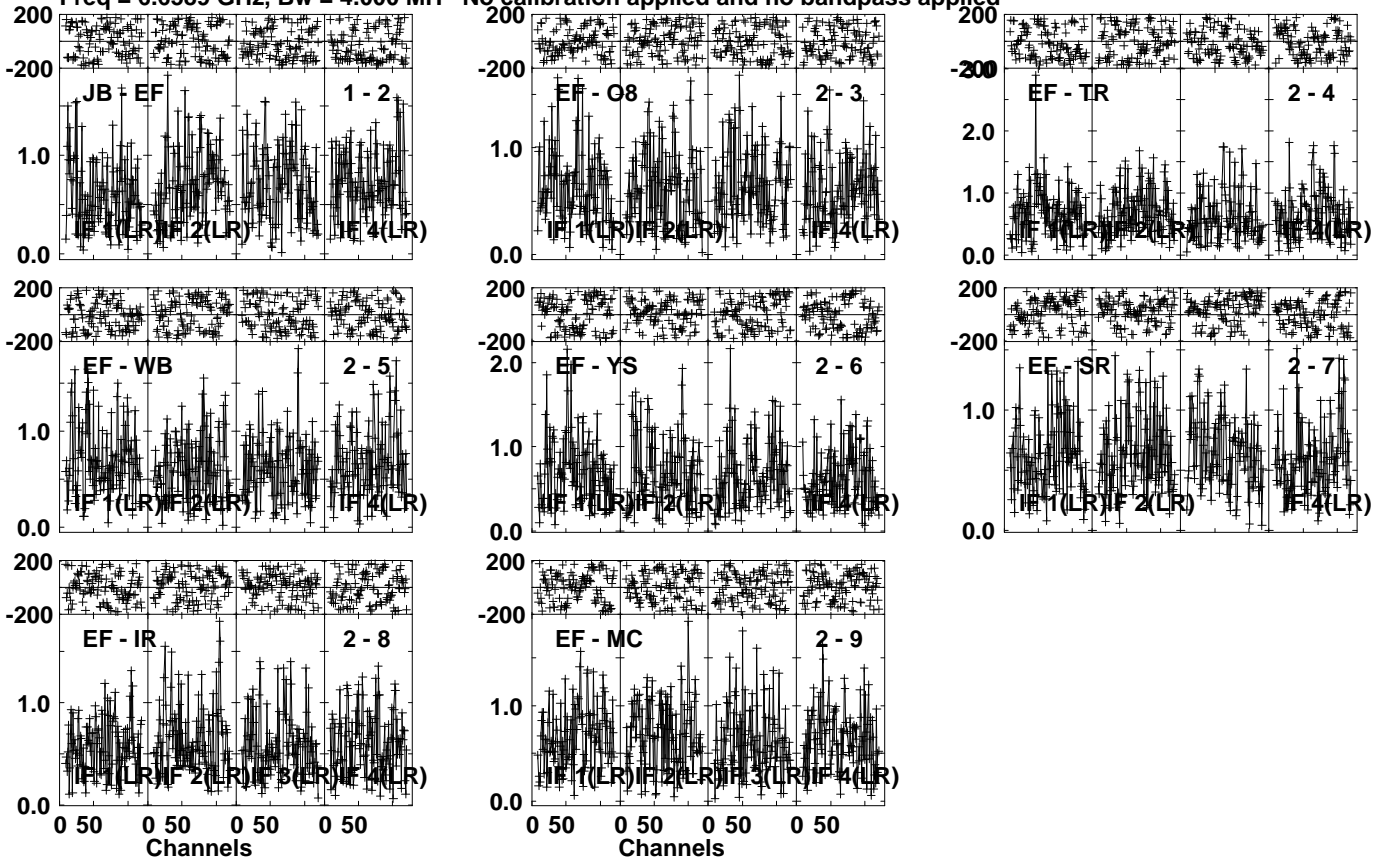 No calibration applied and no bandpass applied
200
-200
JB - EF 1 - 2
1.0
IF 1(LR) IF 2(LR) IF 4(LR)
0.0
EF - O8 2 - 3
1.0
IF 1(LR) IF 2(LR) IF 4(LR)
0.0
200
EF - TR 2 - 4
2.0
1.0
IF 1(LR) IF 2(LR) IF 4(LR)
0.0
200
-200
EF - WB 2 - 5
1.0
IF 1(LR) IF 2(LR) IF 4(LR)
0.0
EF - YS 2 - 6
2.0
1.0
IF 1(LR) IF 2(LR) IF 4(LR)
0.0
200
-200
EF - SR 2 - 7
1.0
IF 1(LR) IF 2(LR) IF 4(LR)
0.0
200
-200
EF - IR 2 - 8
1.0
IF 1(LR) IF 2(LR) IF 3(LR) IF 4(LR)
0.0
0 50 0 50 0 50 0 50
Channels
EF - MC 2 - 9
1.0
IF 1(LR) IF 2(LR) IF 3(LR) IF 4(LR)
0.0
0 50 0 50 0 50 0 50
Channels